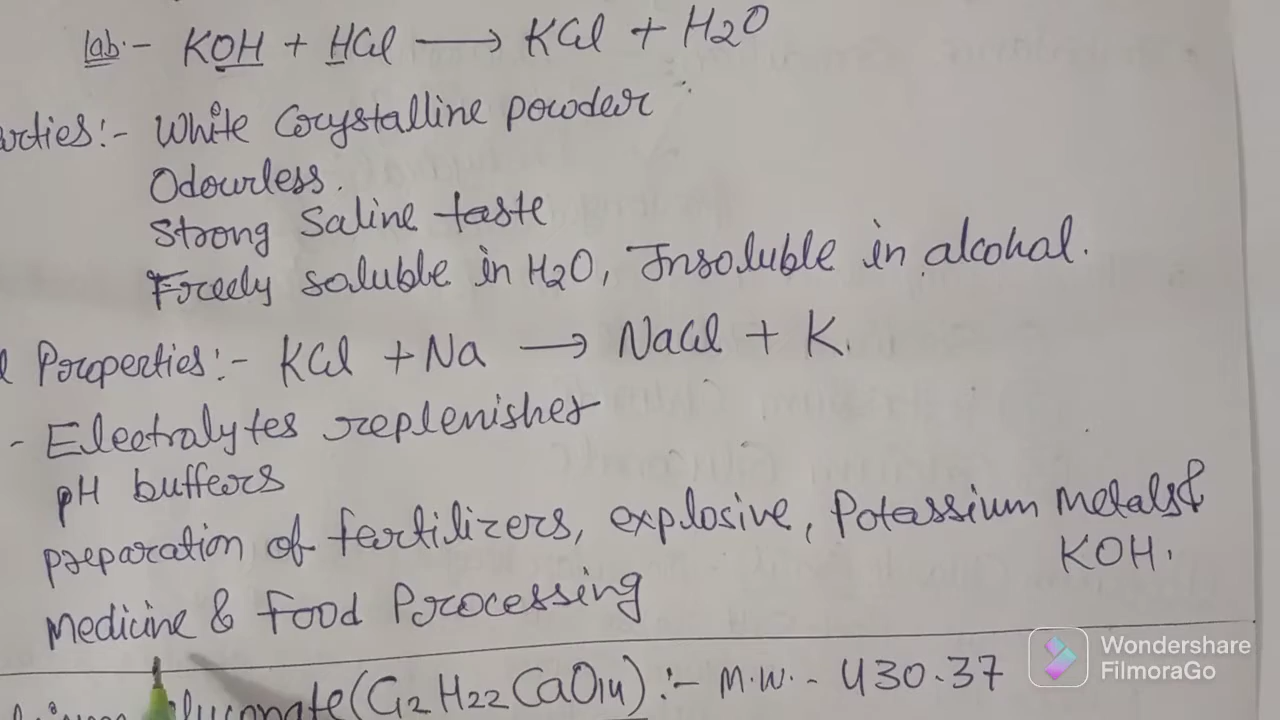 Lab:- KOH + HCl ⟶ KCl + H2O
rties:- White Crystalline powder
Odourless.
Strong Saline taste
Freely soluble in H2O, Insoluble in alcohal.
l Properties:- KCl + Na ⟶ NaCl + K.
- Electralytes replenisher
pH buffers
preparation of fertilizers, explosive, Potassium Metals &
KOH.
Medicine & Food Processing
Wondershare
FilmoraGo
gluconate (C12H22CaO14) :- M.W. - 430.37